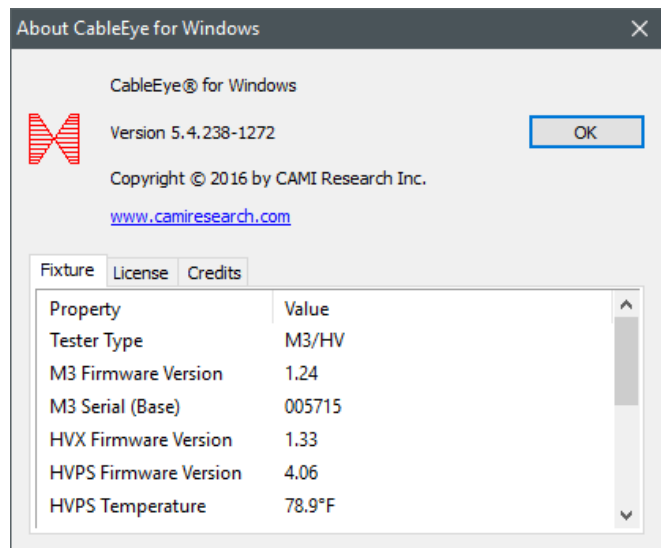 About CableEye for Windows
CableEye® for Windows
Version 5.4.238-1272
OK
Copyright © 2016 by CAMI Research Inc.
www.camiresearch.com
Fixture License Credits
Property Value
Tester Type M3/HV
M3 Firmware Version 1.24
M3 Serial (Base) 005715
HVX Firmware Version 1.33
HVPS Firmware Version 4.06
HVPS Temperature 78.9°F